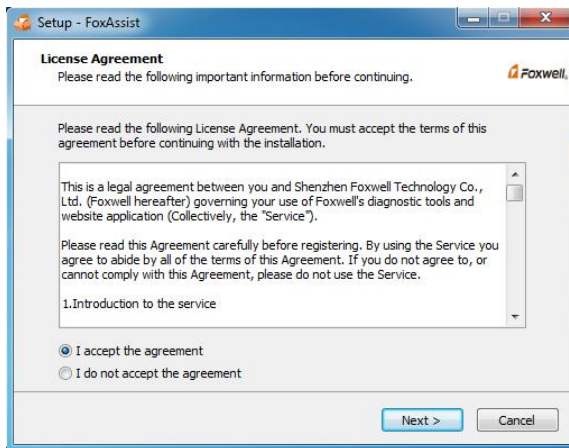 Setup - FoxAssist
License Agreement
Please read the following important information before continuing.
Foxwell
Please read the following License Agreement. You must accept the terms of this
agreement before continuing with the installation.
This is a legal agreement between you and Shenzhen Foxwell Technology Co.,
Ltd. (Foxwell hereafter) governing your use of Foxwell's diagnostic tools and
website application (Collectively, the "Service").
Please read this Agreement carefully before registering. By using the Service you
agree to abide by all of the terms of this Agreement. If you do not agree to, or
cannot comply with this Agreement, please do not use the Service.
1.Introduction to the service
I accept the agreement
I do not accept the agreement
Next >
Cancel